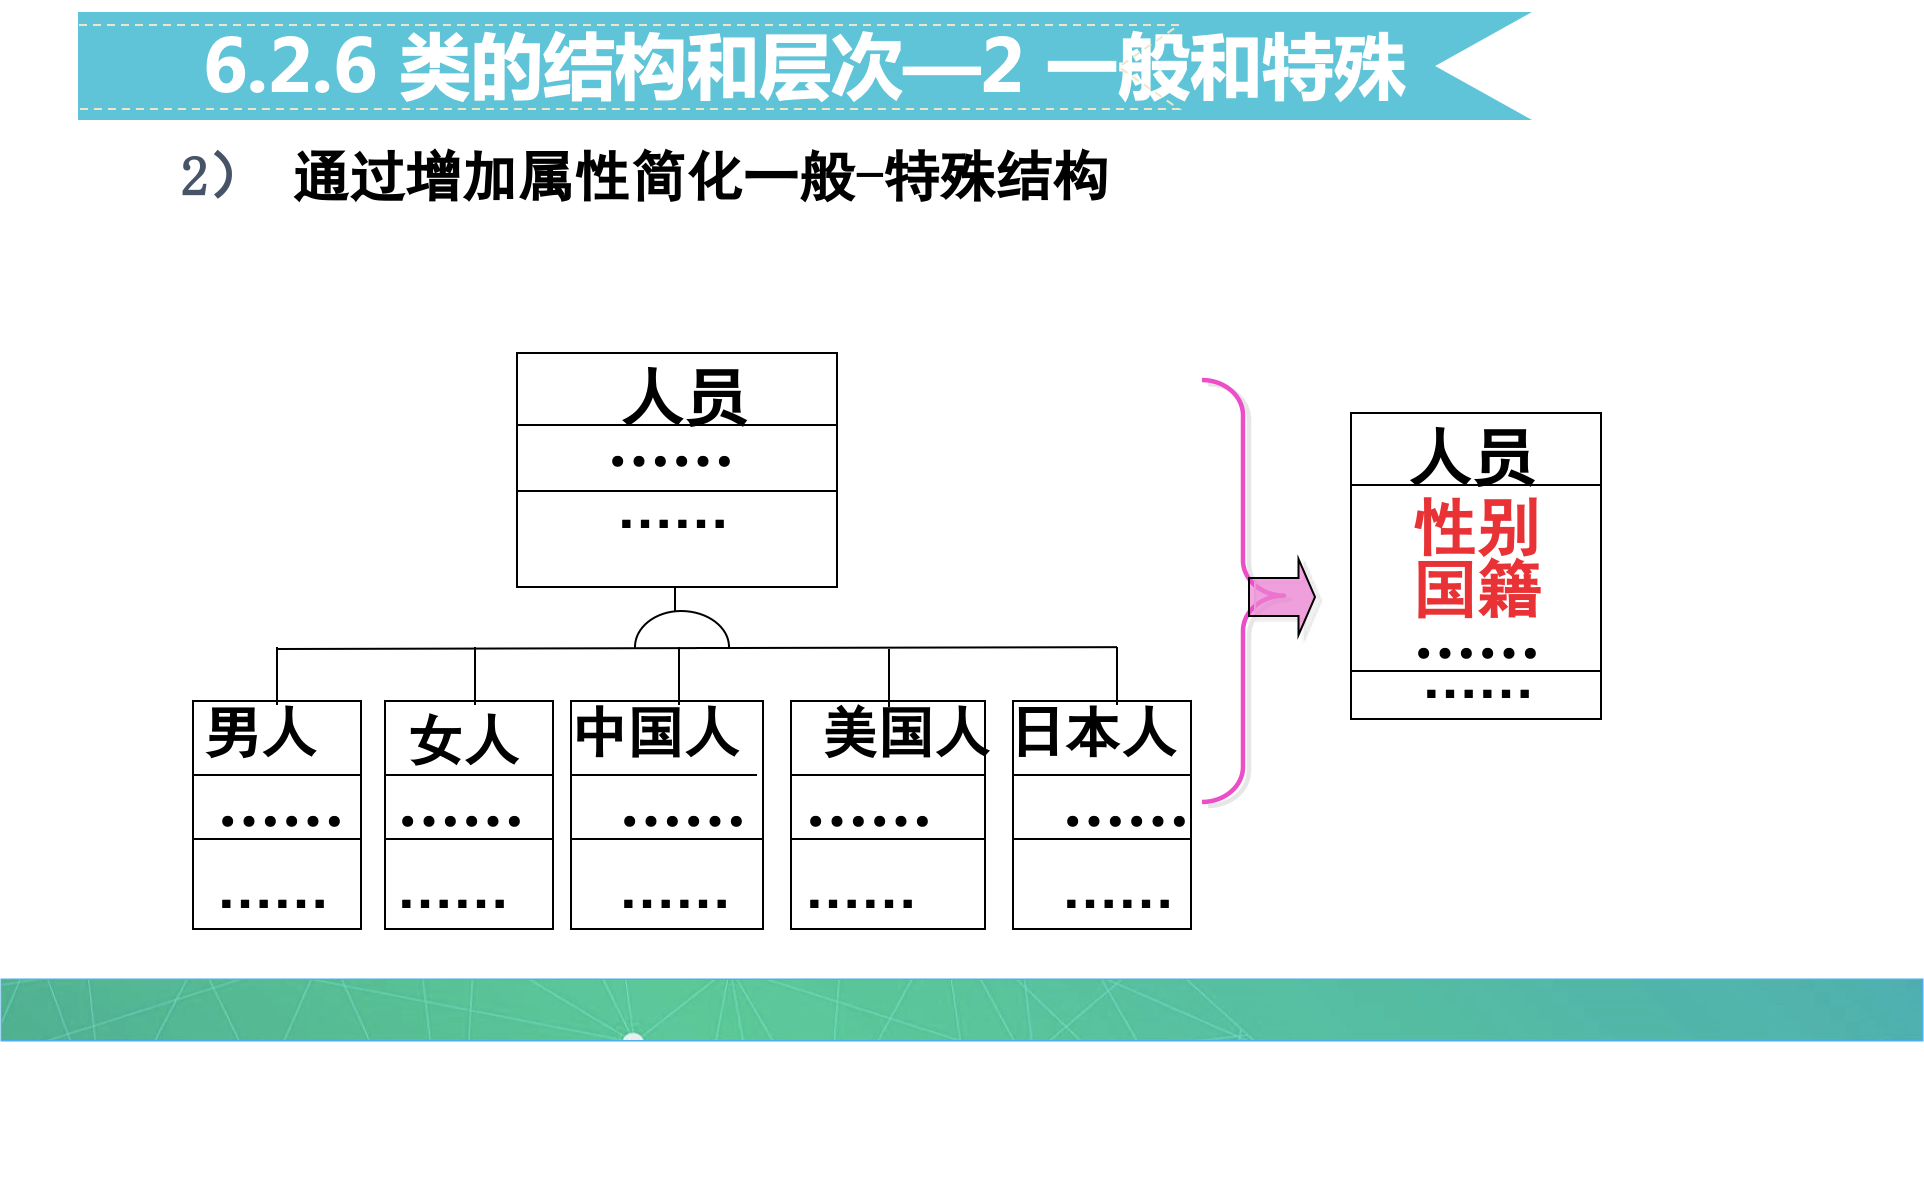 6.2.6 类的结构和层次—2 一般和特殊
2） 通过增加属性简化一般-特殊结构
人员
……
……
男人
……
……
女人
……
……
中国人
……
……
美国人
……
……
日本人
……
……
人员
性别
国籍
……
……